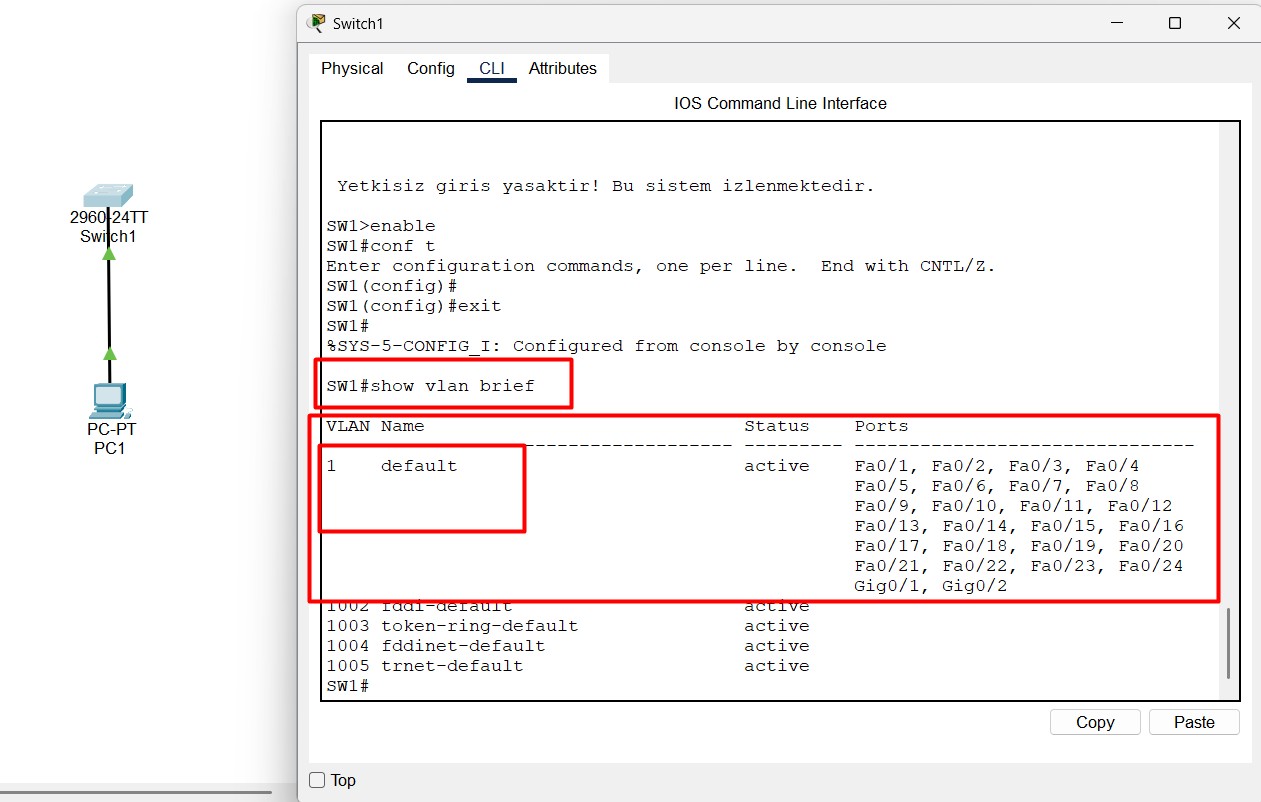 Switch1
Physical Config CLI Attributes
IOS Command Line Interface
2960-24TT
Switch1
PC-PT
PC1
Yetkisiz giris yasaktir! Bu sistem izlenmektedir.
SW1>enable
SW1#conf t
Enter configuration commands, one per line.  End with CNTL/Z.
SW1(config)#
SW1(config)#exit
SW1#
%SYS-5-CONFIG_I: Configured from console by console
SW1#show vlan brief
VLAN Name                             Status    Ports
------------------- --------- -------------------------------
1    default                          active    Fa0/1, Fa0/2, Fa0/3, Fa0/4
Fa0/5, Fa0/6, Fa0/7, Fa0/8
Fa0/9, Fa0/10, Fa0/11, Fa0/12
Fa0/13, Fa0/14, Fa0/15, Fa0/16
Fa0/17, Fa0/18, Fa0/19, Fa0/20
Fa0/21, Fa0/22, Fa0/23, Fa0/24
Gig0/1, Gig0/2
1002 fddi-default                     active
1003 token-ring-default               active
1004 fddinet-default                  active
1005 trnet-default                    active
SW1#
Copy Paste
Top